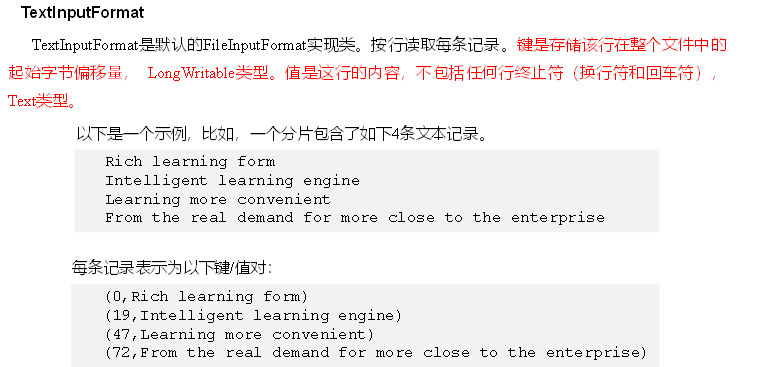 TextInputFormat
TextInputFormat是默认的FileInputFormat实现类。按行读取每条记录。键是存储该行在整个文件中的
起始字节偏移量， LongWritable类型。值是这行的内容，不包括任何行终止符（换行符和回车符），
Text类型。
以下是一个示例，比如，一个分片包含了如下4条文本记录。
Rich learning form
Intelligent learning engine
Learning more convenient
From the real demand for more close to the enterprise
每条记录表示为以下键/值对：
(0,Rich learning form)
(19,Intelligent learning engine)
(47,Learning more convenient)
(72,From the real demand for more close to the enterprise)